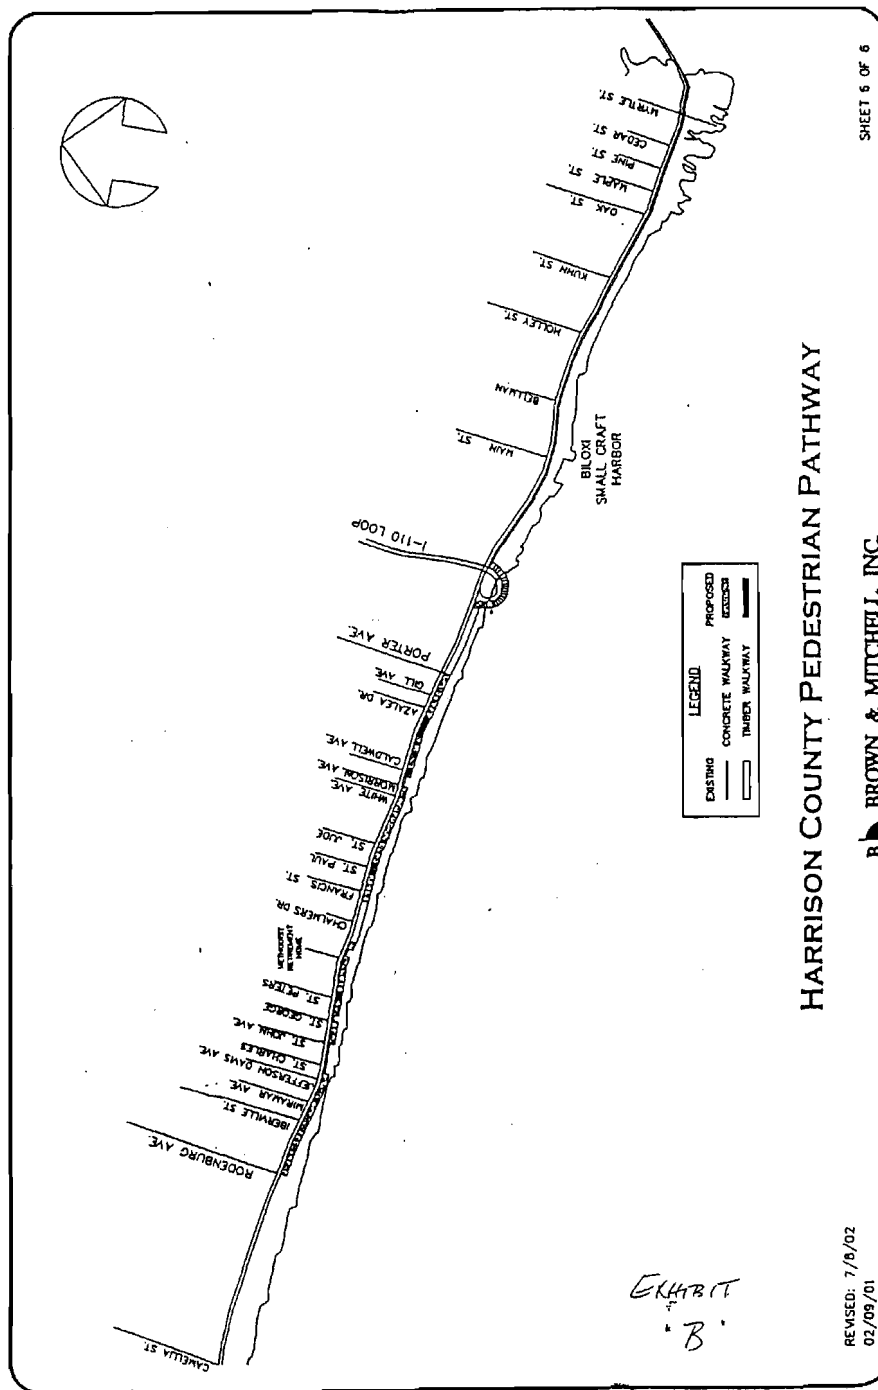 CAMELLIA ST.
RODENBURG AVE.
IBERVILLE ST.
MIRAMAR AVE.
JEFFERSON DAVIS AVE.
ST. CHARLES
ST. JOHN AVE.
ST. GEORGE
ST. PETERS
METHODIST
RETIREMENT
HOME
CHALMERS DR.
FRANCIS ST.
ST. PAUL
ST. JUDE
WHITE AVE.
MORRISON AVE.
CALDWELL AVE.
AZALEA DR.
GILL AVE.
PORTER AVE.
I-110 LOOP
MAIN ST.
BELLMAN
HOLLEY ST.
KUHN ST.
OAK ST.
MAPLE ST.
PINE ST.
CEDAR ST.
MYRTLE ST.
BILOXI
SMALL CRAFT
HARBOR
LEGEND
EXISTING PROPOSED
CONCRETE WALKWAY
TIMBER WALKWAY
EXHIBIT
"B"
HARRISON COUNTY PEDESTRIAN PATHWAY
B BROWN & MITCHELL, INC.
REVISED: 7/8/02
02/09/01
SHEET 6 OF 6